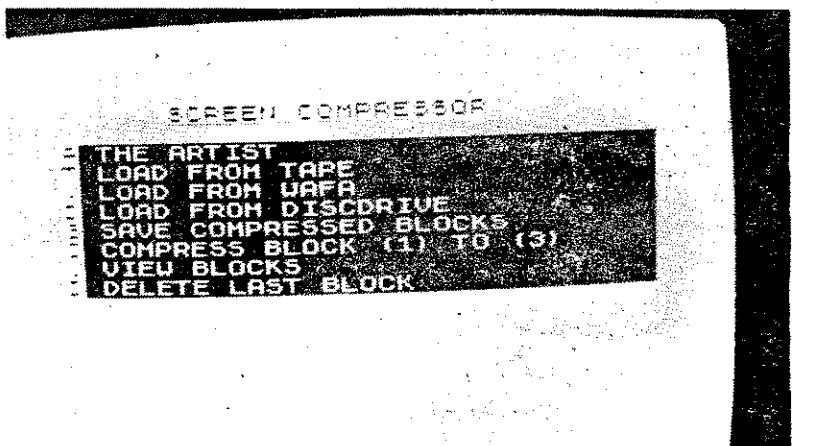 SCREEN COMPRESSOR
THE ARTIST
LOAD FROM TAPE
LOAD FROM WAFA
LOAD FROM DISCDRIVE
SAVE COMPRESSED BLOCKS
COMPRESS BLOCK (1) TO (3)
VIEW BLOCKS
DELETE LAST BLOCK